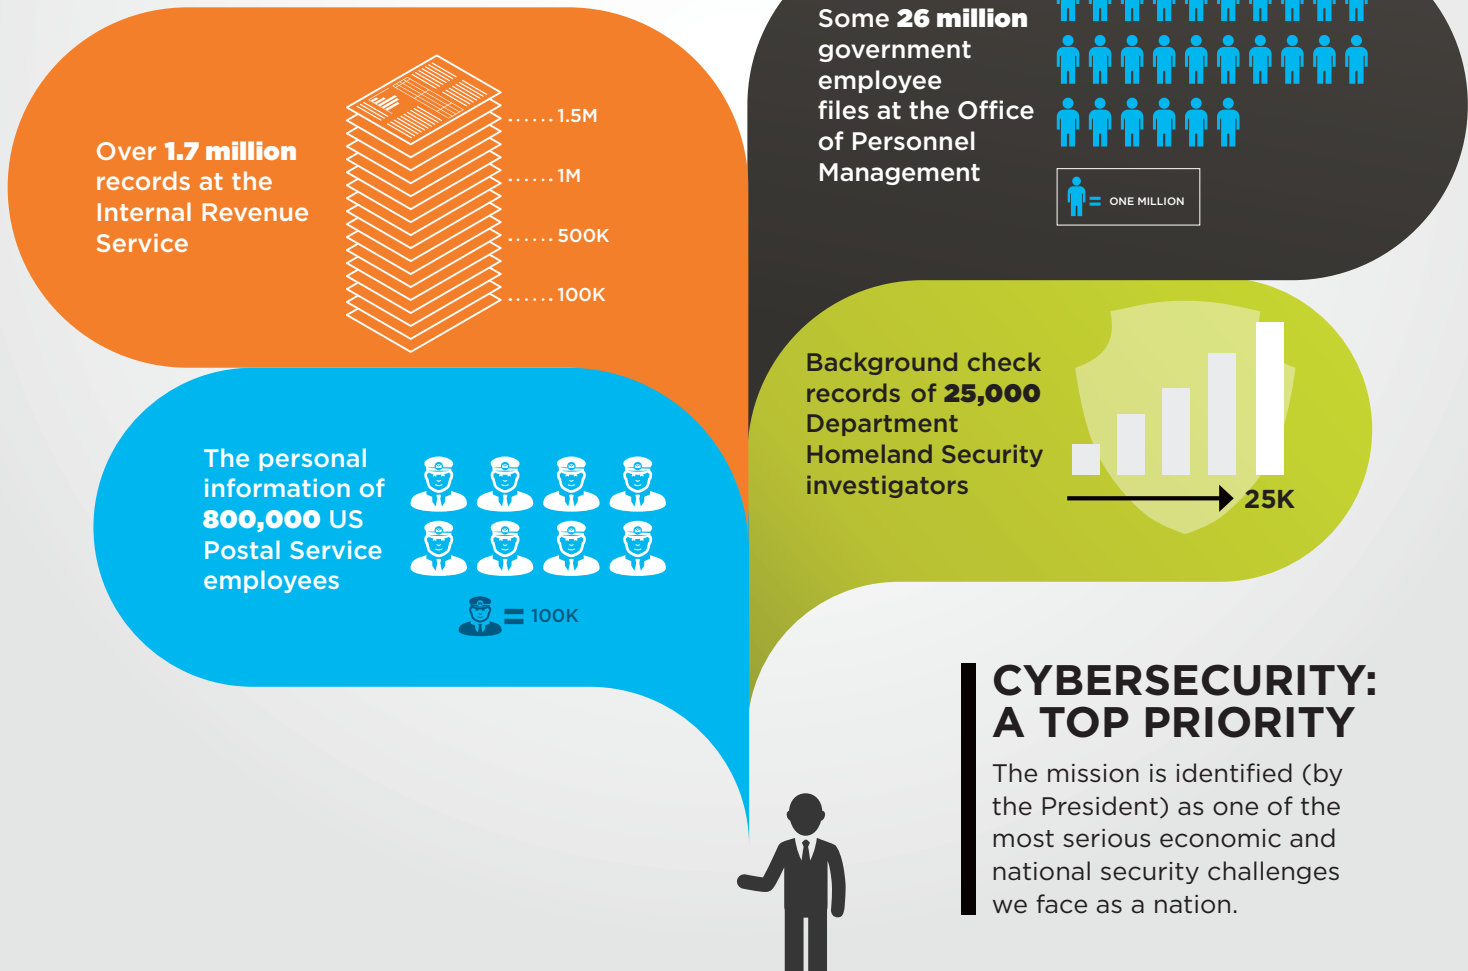 Over 1.7 million
records at the
Internal Revenue
Service
1.5M
1M
500K
100K
Some 26 million
government
employee
files at the Office
of Personnel
Management
= ONE MILLION
The personal
information of
800,000 US
Postal Service
employees
= 100K
Background check
records of 25,000
Department
Homeland Security
investigators
25K
CYBERSECURITY:
A TOP PRIORITY
The mission is identified (by
the President) as one of the
most serious economic and
national security challenges
we face as a nation.